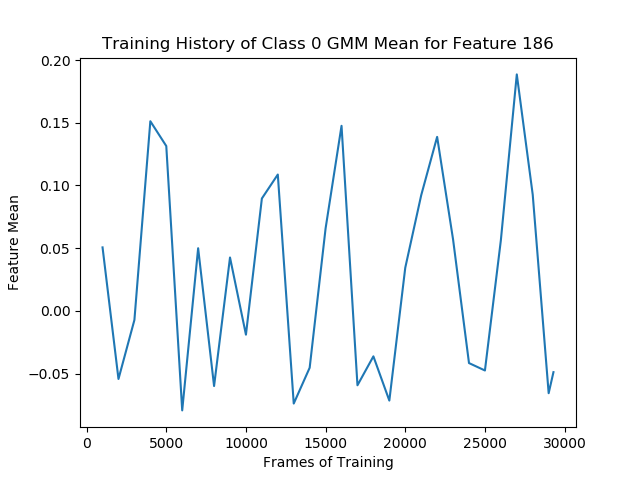 Training History of Class 0 GMM Mean for Feature 186
0.20
0.15
0.10
0.05
0.00
−0.05
Feature Mean
0 5000 10000 15000 20000 25000 30000
Frames of Training